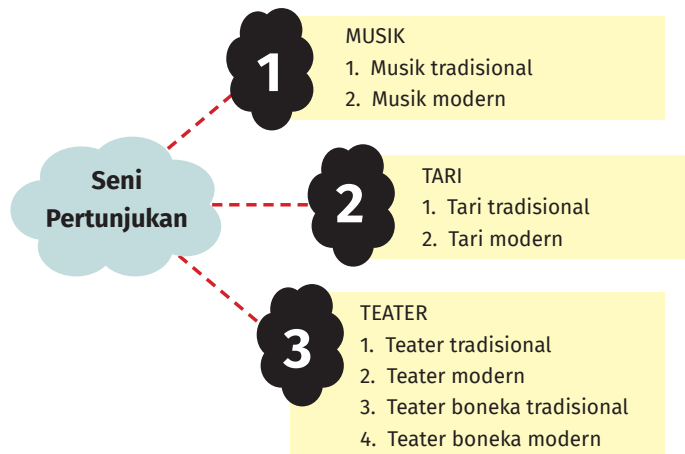 Seni
Pertunjukan
1
MUSIK
1. Musik tradisional
2. Musik modern
2
TARI
1. Tari tradisional
2. Tari modern
3
TEATER
1. Teater tradisional
2. Teater modern
3. Teater boneka tradisional
4. Teater boneka modern